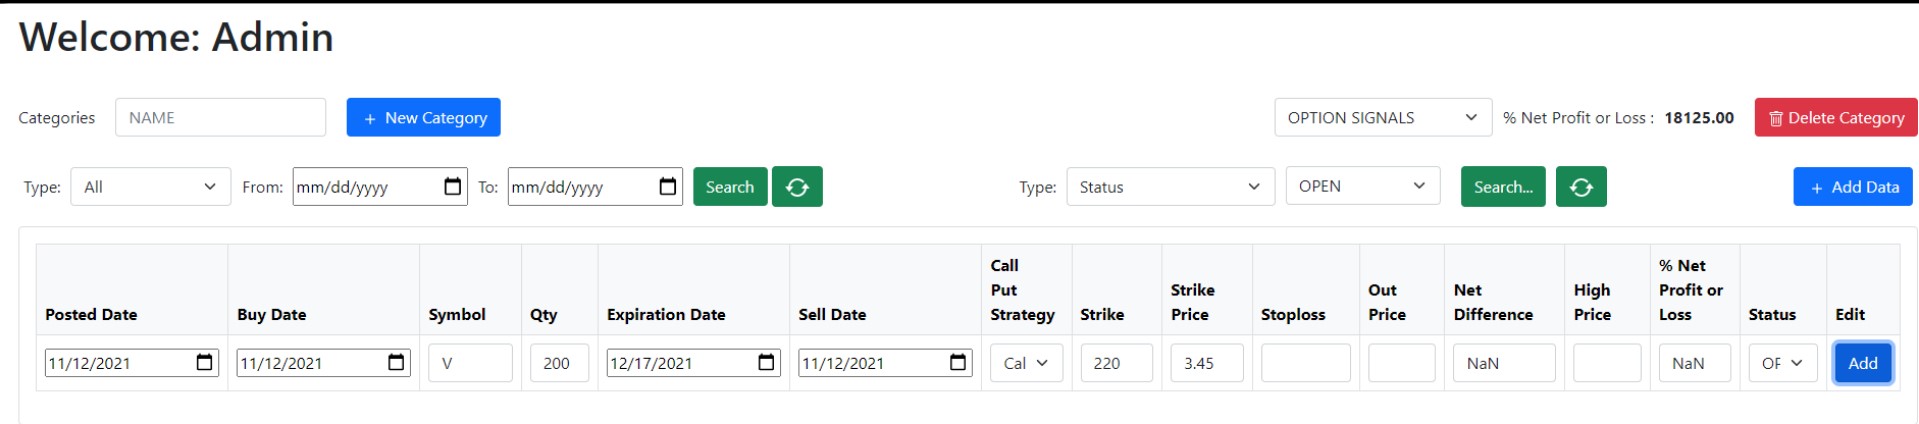 Welcome: Admin
Categories NAME + New Category OPTION SIGNALS % Net Profit or Loss : 18125.00 Delete Category
Type: All From: mm/dd/yyyy To: mm/dd/yyyy Search Type: Status OPEN Search... + Add Data
Posted Date Buy Date Symbol Qty Expiration Date Sell Date Call Put Strategy Strike Strike Price Stoploss Out Price Net Difference High Price % Net Profit or Loss Status Edit
11/12/2021 11/12/2021 V 200 12/17/2021 11/12/2021 Cal 220 3.45 NaN NaN OF Add